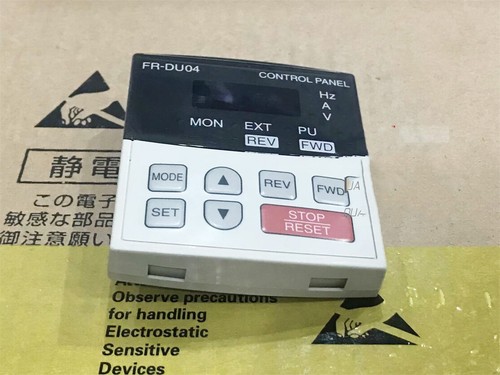 FR-DU04
CONTROL PANEL
Hz
A
V
MON EXT PU
REV FWD
MODE REV FWD
SET STOP
RESET
静電
この電子
敏感な部品
御注意願い
Observe precautions
for handling
Electrostatic
Sensitive
Devices